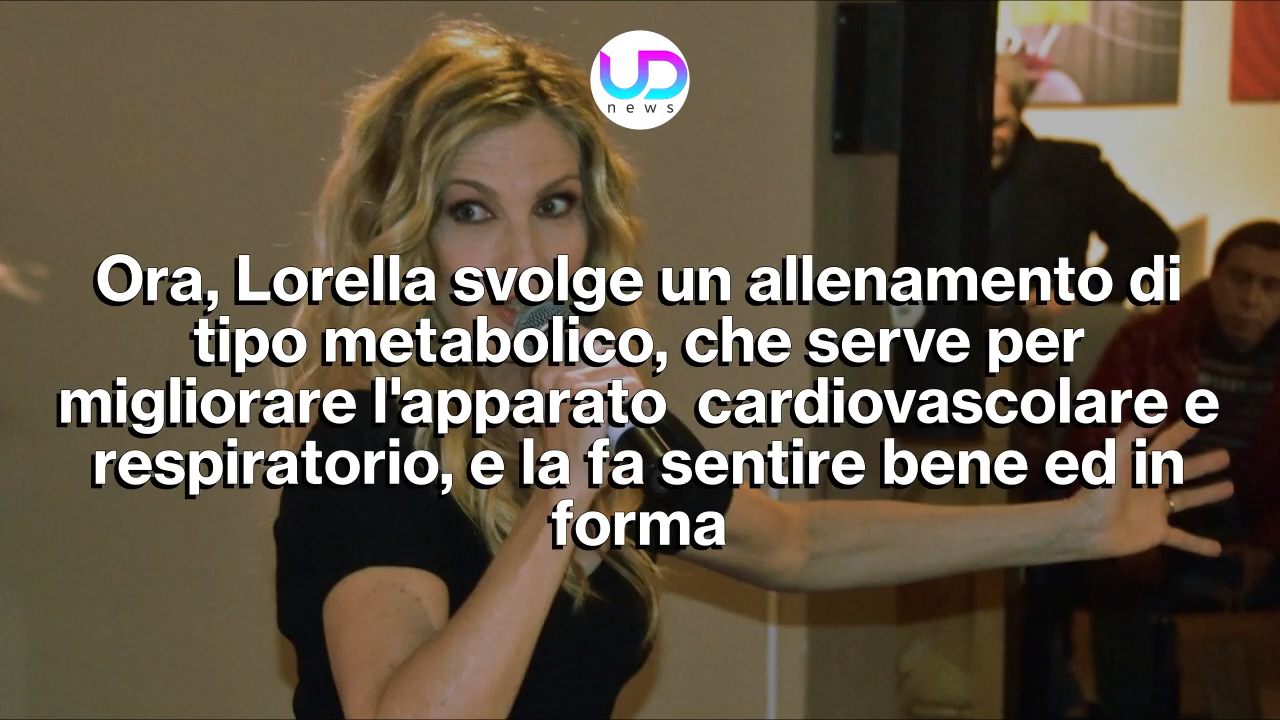 UD
news
Ora, Lorella svolge un allenamento di
tipo metabolico, che serve per
migliorare l'apparato  cardiovascolare e
respiratorio, e la fa sentire bene ed in
forma